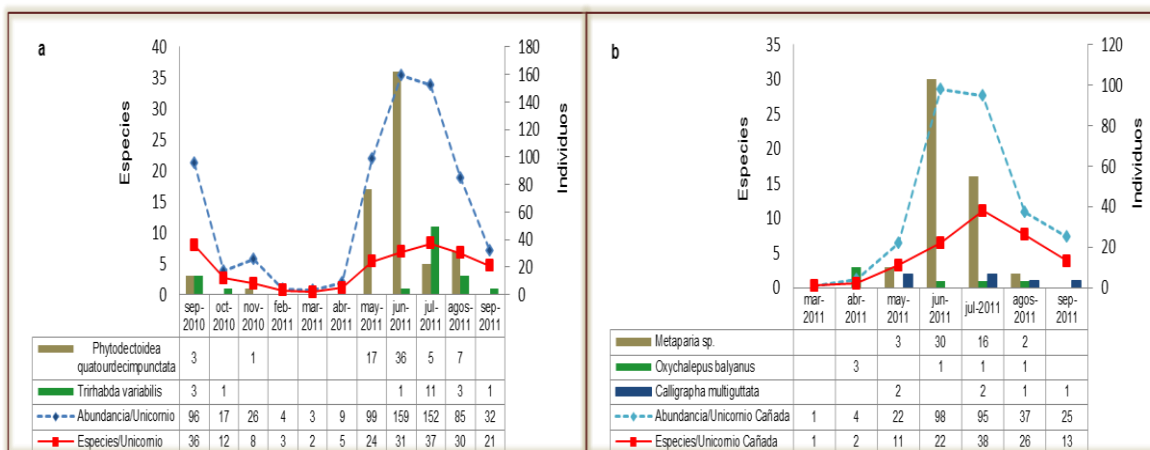 a
Especies
Individuos
40
35
30
25
20
15
10
5
0
180
160
140
120
100
80
60
40
20
0
sep-2010 oct-2010 nov-2010 feb-2011 mar-2011 abr-2011 may-2011 jun-2011 jul-2011 agos-2011 sep-2011
Phytodectoidea quatourdecimpunctata 3 1 17 36 5 7
Trirhabda variabilis 3 1 1 11 3 1
Abundancia/Unicornio 96 17 26 4 3 9 99 159 152 85 32
Especies/Unicornio 36 12 8 3 2 5 24 31 37 30 21
b
Especies
Individuos
35
30
25
20
15
10
5
0
120
100
80
60
40
20
0
mar-2011 abr-2011 may-2011 jun-2011 jul-2011 agos-2011 sep-2011
Metaparia sp. 3 30 16 2
Oxychalepus balyanus 3 1 1 1
Calligrapha multiguttata 2 2 1 1
Abundancia/Unicornio Cañada 1 4 22 98 95 37 25
Especies/Unicornio Cañada 1 2 11 22 38 26 13